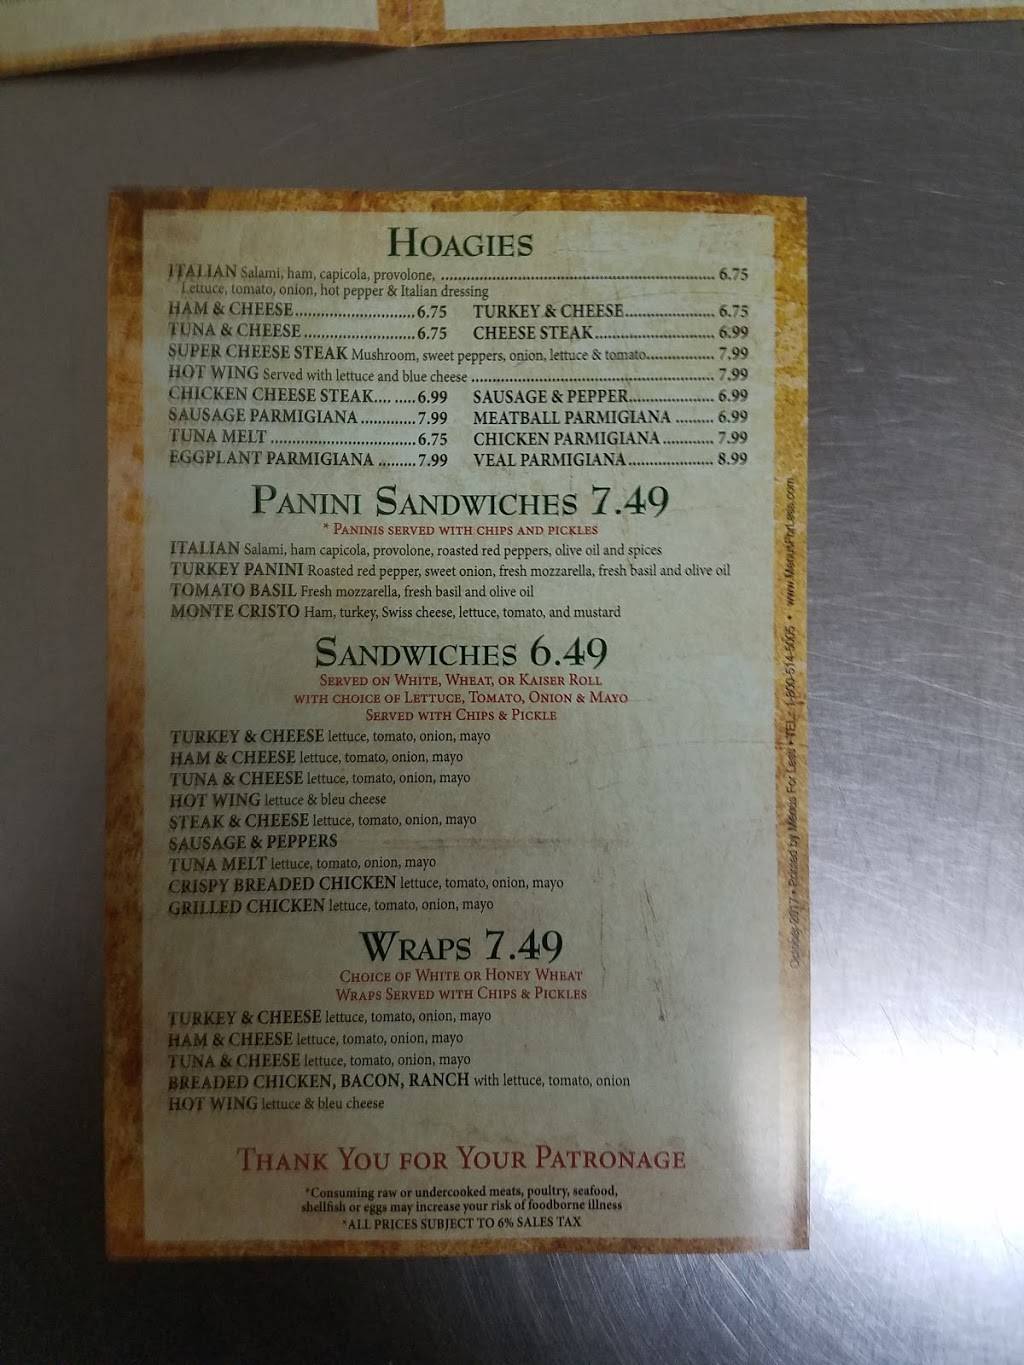 HOAGIES
ITALIAN Salami, ham, capicola, provolone, ........ 6.75
Lettuce, tomato, onion, hot pepper & Italian dressing
HAM & CHEESE........ 6.75 TURKEY & CHEESE........ 6.75
TUNA & CHEESE........ 6.75 CHEESE STEAK........ 6.99
SUPER CHEESE STEAK Mushroom, sweet peppers, onion, lettuce & tomato........ 7.99
HOT WING Served with lettuce and blue cheese ........ 7.99
CHICKEN CHEESE STEAK.... .....6.99 SAUSAGE & PEPPER........ 6.99
SAUSAGE PARMIGIANA ........ 7.99 MEATBALL PARMIGIANA ........ 6.99
TUNA MELT ........ 6.75 CHICKEN PARMIGIANA........ 7.99
EGGPLANT PARMIGIANA ........ 7.99 VEAL PARMIGIANA........ 8.99
PANINI SANDWICHES 7.49
* PANINIS SERVED WITH CHIPS AND PICKLES
ITALIAN Salami, ham capicola, provolone, roasted red peppers, olive oil and spices
TURKEY PANINI Roasted red pepper, sweet onion, fresh mozzarella, fresh basil and olive oil
TOMATO BASIL Fresh mozzarella, fresh basil and olive oil
MONTE CRISTO Ham, turkey, Swiss cheese, lettuce, tomato, and mustard
SANDWICHES 6.49
SERVED ON WHITE, WHEAT, OR KAISER ROLL
WITH CHOICE OF LETTUCE, TOMATO, ONION & MAYO
SERVED WITH CHIPS & PICKLE
TURKEY & CHEESE lettuce, tomato, onion, mayo
HAM & CHEESE lettuce, tomato, onion, mayo
TUNA & CHEESE lettuce, tomato, onion, mayo
HOT WING lettuce & bleu cheese
STEAK & CHEESE lettuce, tomato, onion, mayo
SAUSAGE & PEPPERS
TUNA MELT lettuce, tomato, onion, mayo
CRISPY BREADED CHICKEN lettuce, tomato, onion, mayo
GRILLED CHICKEN lettuce, tomato, onion, mayo
WRAPS 7.49
CHOICE OF WHITE OR HONEY WHEAT
WRAPS SERVED WITH CHIPS & PICKLES
TURKEY & CHEESE lettuce, tomato, onion, mayo
HAM & CHEESE lettuce, tomato, onion, mayo
TUNA & CHEESE lettuce, tomato, onion, mayo
BREADED CHICKEN, BACON, RANCH with lettuce, tomato, onion
HOT WING lettuce & bleu cheese
THANK YOU FOR YOUR PATRONAGE
*Consuming raw or undercooked meats, poultry, seafood,
shellfish or eggs may increase your risk of foodborne illness
*ALL PRICES SUBJECT TO 6% SALES TAX
October 2017 • Printed by Menus For Less • TEL.: 1-800-514-5005 • www.MenusForLess.com